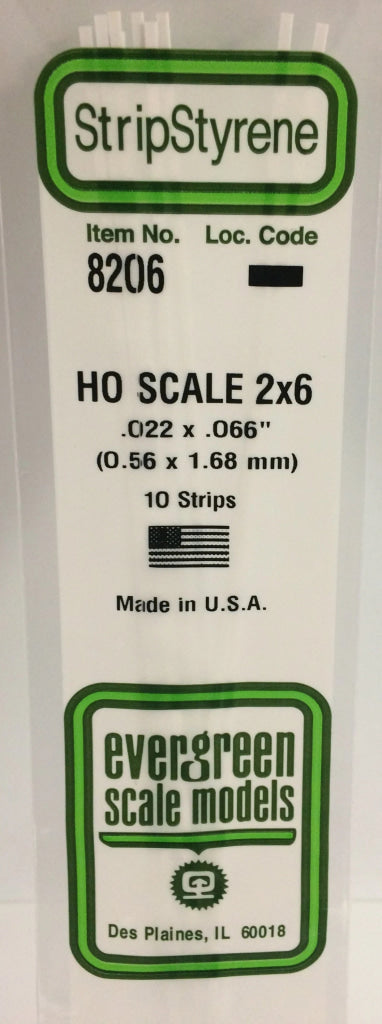 StripStyrene
Item No. Loc. Code
8206
HO SCALE 2x6
.022 x .066"
(0.56 x 1.68 mm)
10 Strips
Made in U.S.A.
evergreen
scale models
Des Plaines, IL 60018